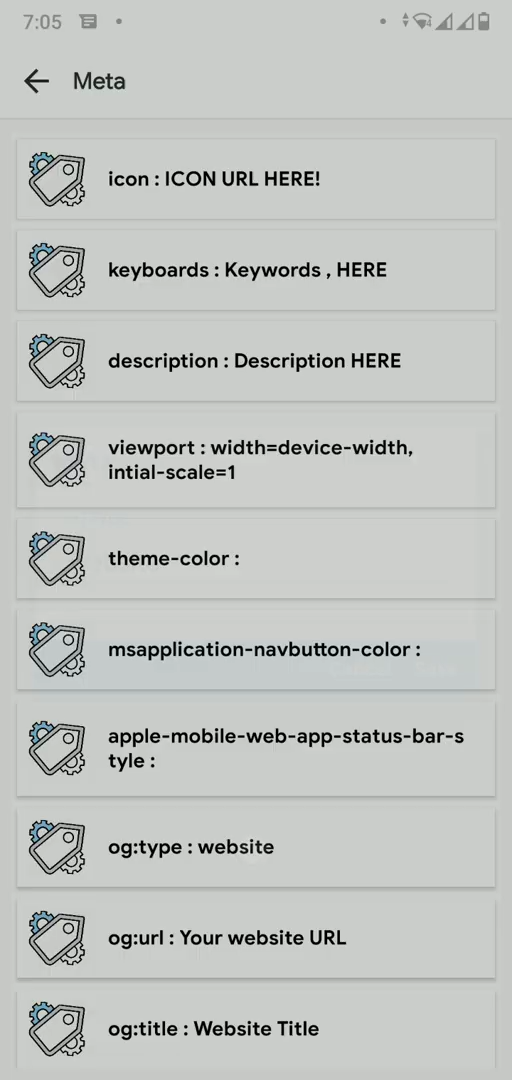 7:05
Meta
icon : ICON URL HERE!
keyboards : Keywords , HERE
description : Description HERE
viewport : width=device-width,
intial-scale=1
theme-color :
msapplication-navbutton-color :
apple-mobile-web-app-status-bar-s
tyle :
og:type : website
og:url : Your website URL
og:title : Website Title